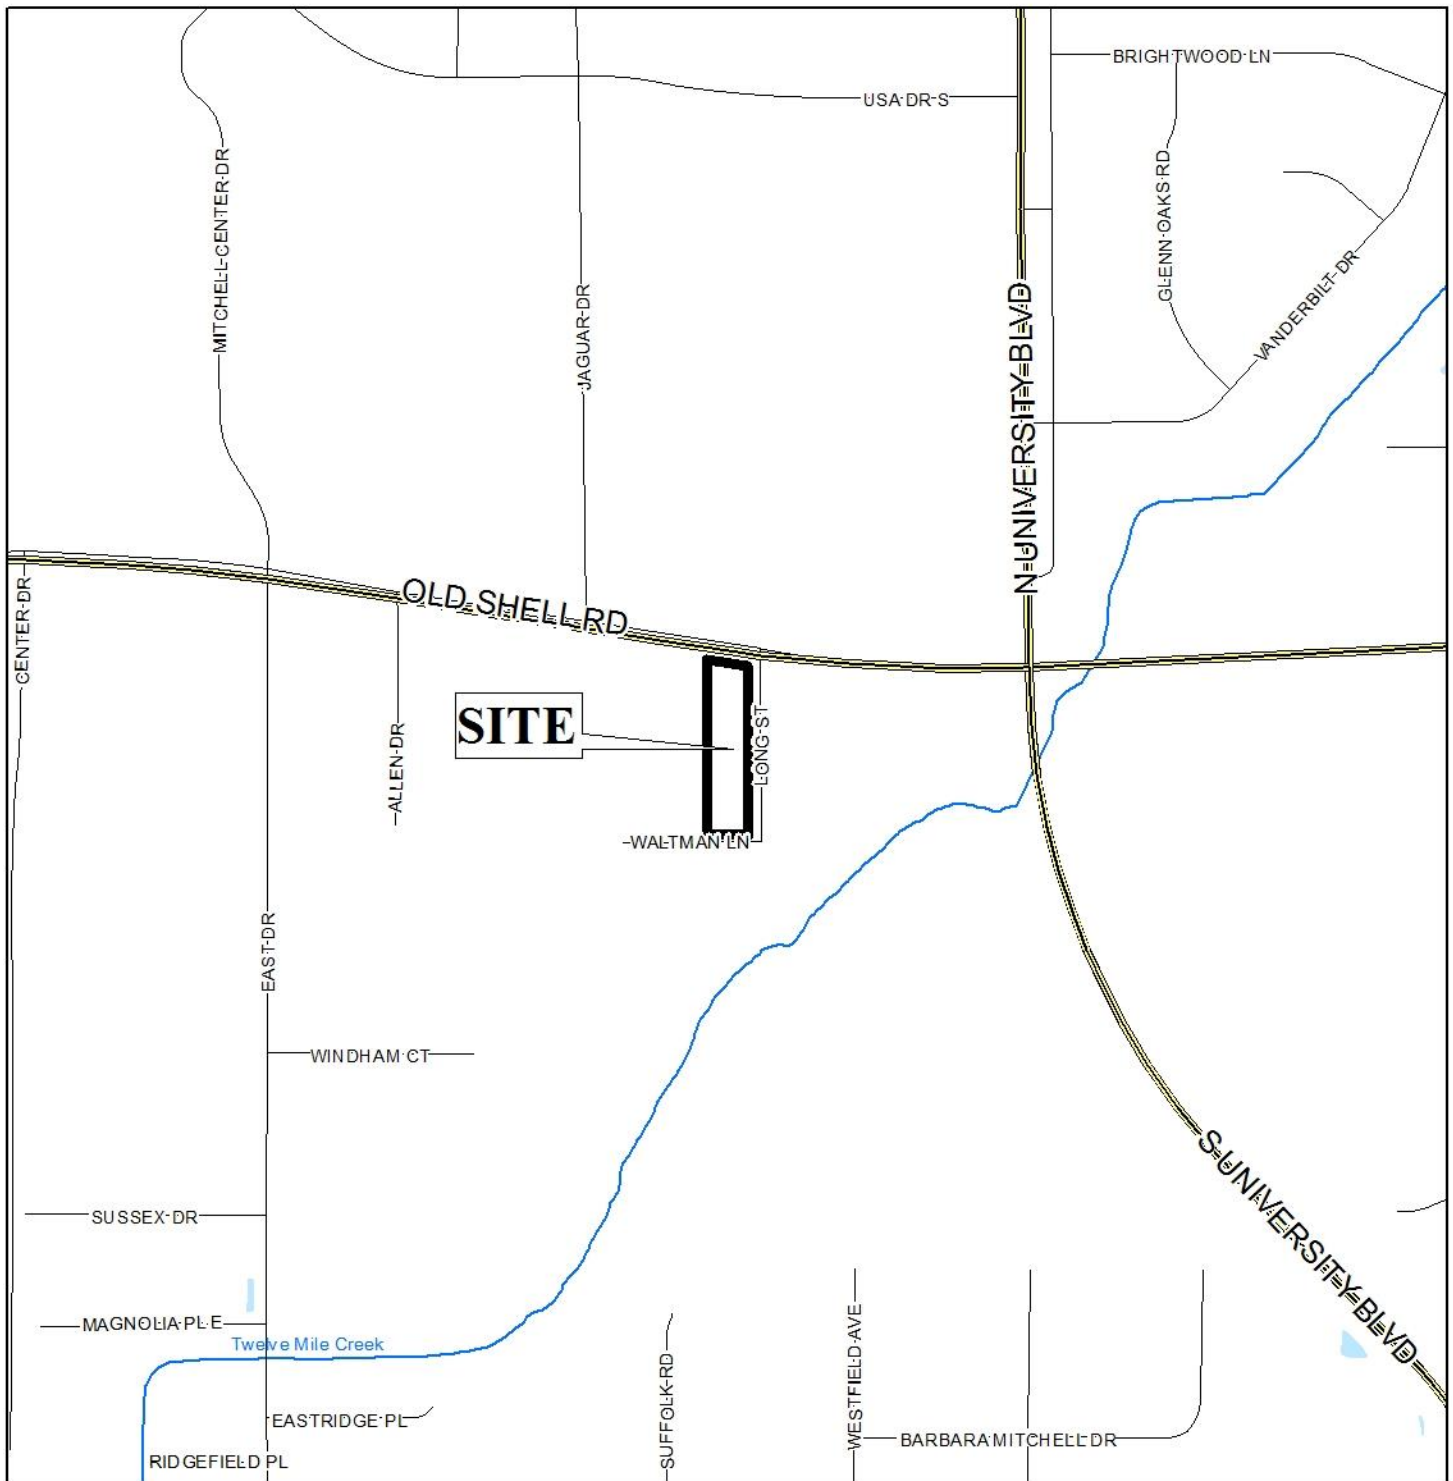 BRIGHTWOOD LN
USA DR S
MITCHELL CENTER DR
GLENN OAKS RD
JAGUAR DR
VANDERBILT DR
N UNIVERSITY BLVD
OLD SHELL RD
CENTER DR
SITE
LONG ST
ALLEN DR
WALTMAN LN
EAST DR
WINDHAM CT
S UNIVERSITY BLVD
SUSSEX DR
MAGNOLIA PL E
Twelve Mile Creek
SUFFOLK RD
WESTFIELD AVE
EASTRIDGE PL
BARBARA MITCHELL DR
RIDGEFIELD PL